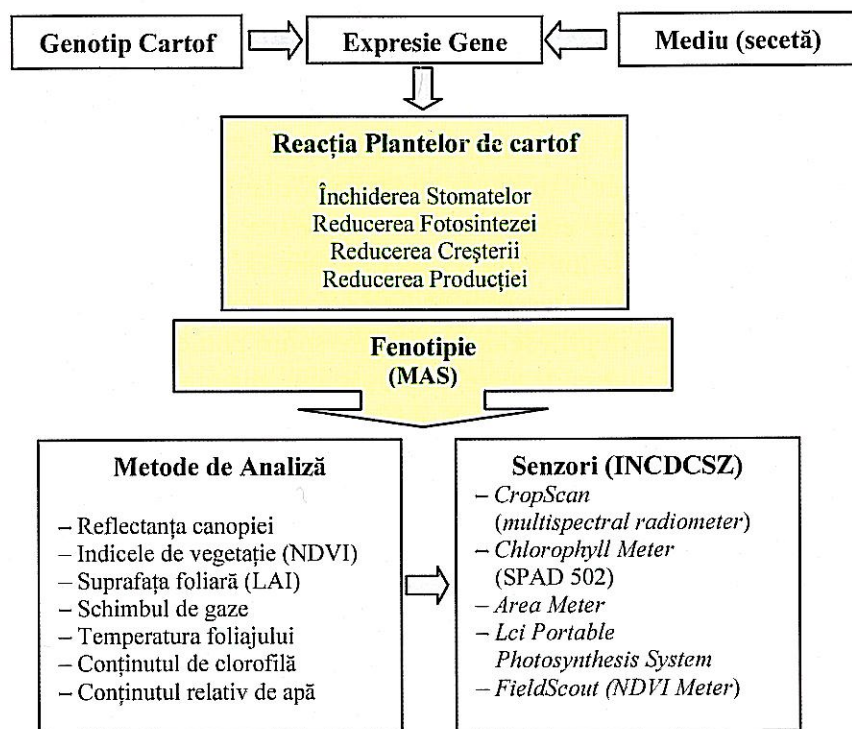 Genotip Cartof
Expresie Gene
Mediu (secetă)
Reacția Plantelor de cartof
Închiderea Stomatelor
Reducerea Fotosintezei
Reducerea Creşterii
Reducerea Producției
Fenotipie
(MAS)
Metode de Analiză
– Reflectanța canopiei
– Indicele de vegetație (NDVI)
– Suprafața foliară (LAI)
– Schimbul de gaze
– Temperatura foliajului
– Conținutul de clorofilă
– Conținutul relativ de apă
Senzori (INCDCSZ)
– CropScan
(multispectral radiometer)
– Chlorophyll Meter
(SPAD 502)
– Area Meter
– Lci Portable
Photosynthesis System
– FieldScout (NDVI Meter)